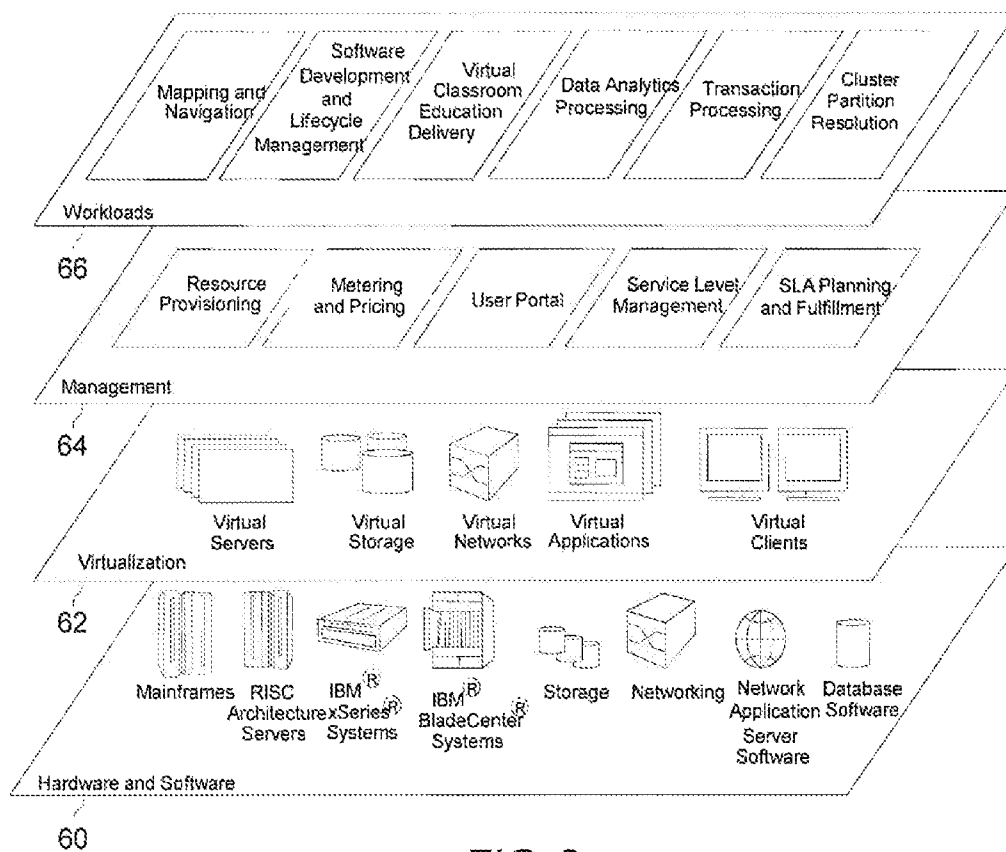 Mapping and
Navigation
Software
Development
and
Lifecycle
Management
Virtual
Classroom
Education
Delivery
Data Analytics
Processing
Transaction
Processing
Cluster
Partition
Resolution
Workloads
66
Resource
Provisioning
Metering
and Pricing
User Portal
Service Level
Management
SLA Planning
and Fulfillment
Management
64
Virtual
Servers
Virtual
Storage
Virtual
Networks
Virtual
Applications
Virtual
Clients
Virtualization
62
Mainframes
RISC
Architecture
Servers
IBM®
xSeries®
Systems
IBM®
BladeCenter®
Systems
Storage
Networking
Network
Application
Server
Software
Database
Software
Hardware and Software
60